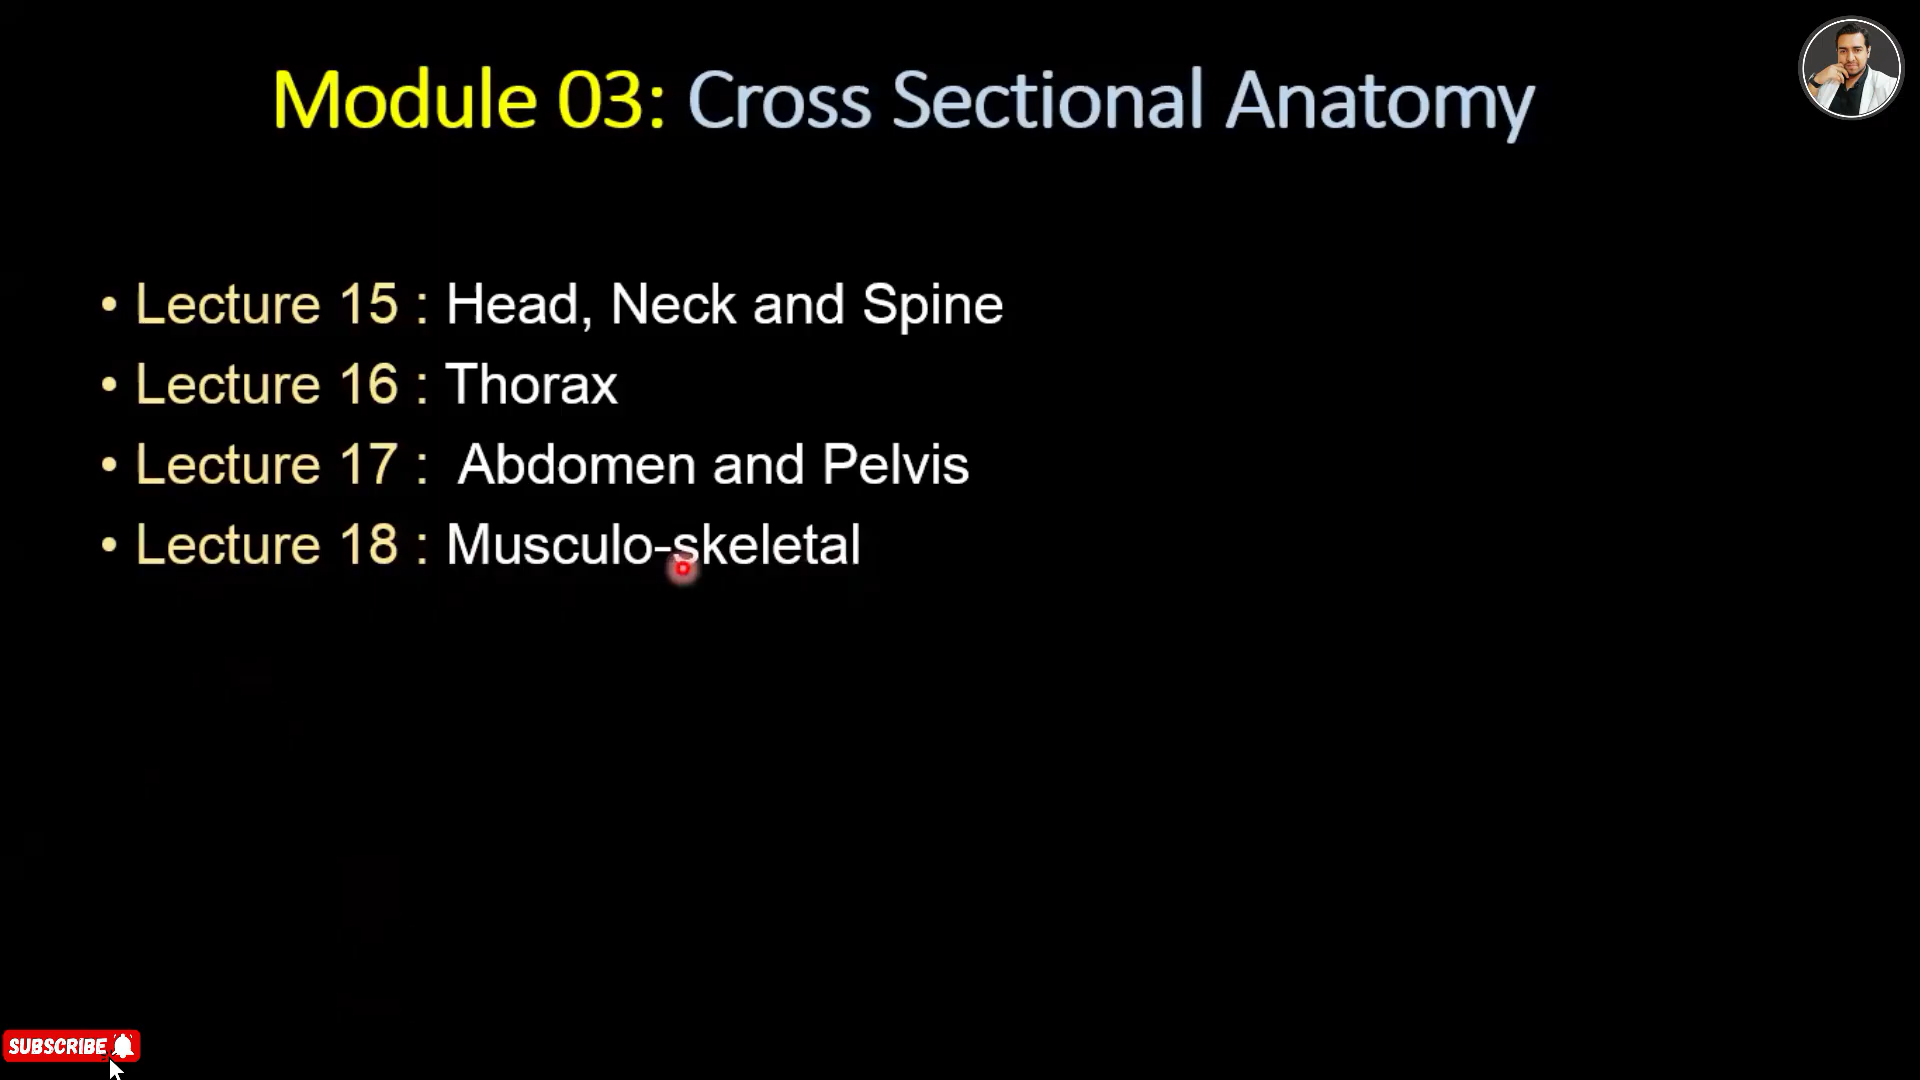 Module 03: Cross Sectional Anatomy
• Lecture 15 : Head, Neck and Spine
• Lecture 16 : Thorax
• Lecture 17 : Abdomen and Pelvis
• Lecture 18 : Musculo-skeletal
SUBSCRIBE